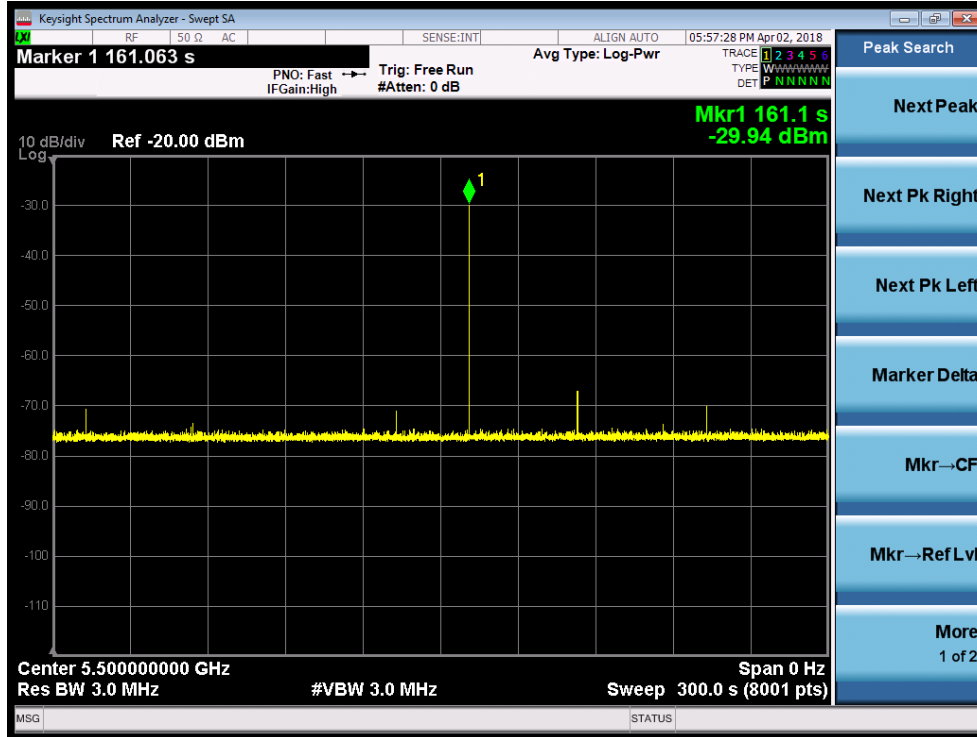 Keysight Spectrum Analyzer - Swept SA
LXI RF 50 Ω AC SENSE:INT ALIGN AUTO 05:57:28 PM Apr 02, 2018
Marker 1 161.063 s
PNO: Fast
IFGain:High
Trig: Free Run
#Atten: 0 dB
Avg Type: Log-Pwr
TRACE 1 2 3 4 5 6
TYPE WWWWWW
DET P N N N N N
Mkr1 161.1 s
-29.94 dBm
10 dB/div Ref -20.00 dBm
Log
-30.0
-40.0
-50.0
-60.0
-70.0
-80.0
-90.0
-100
-110
1
Center 5.500000000 GHz
Span 0 Hz
Res BW 3.0 MHz
#VBW 3.0 MHz
Sweep 300.0 s (8001 pts)
MSG
STATUS
Peak Search
Next Peak
Next Pk Right
Next Pk Left
Marker Delta
Mkr→CF
Mkr→Ref Lvl
More
1 of 2